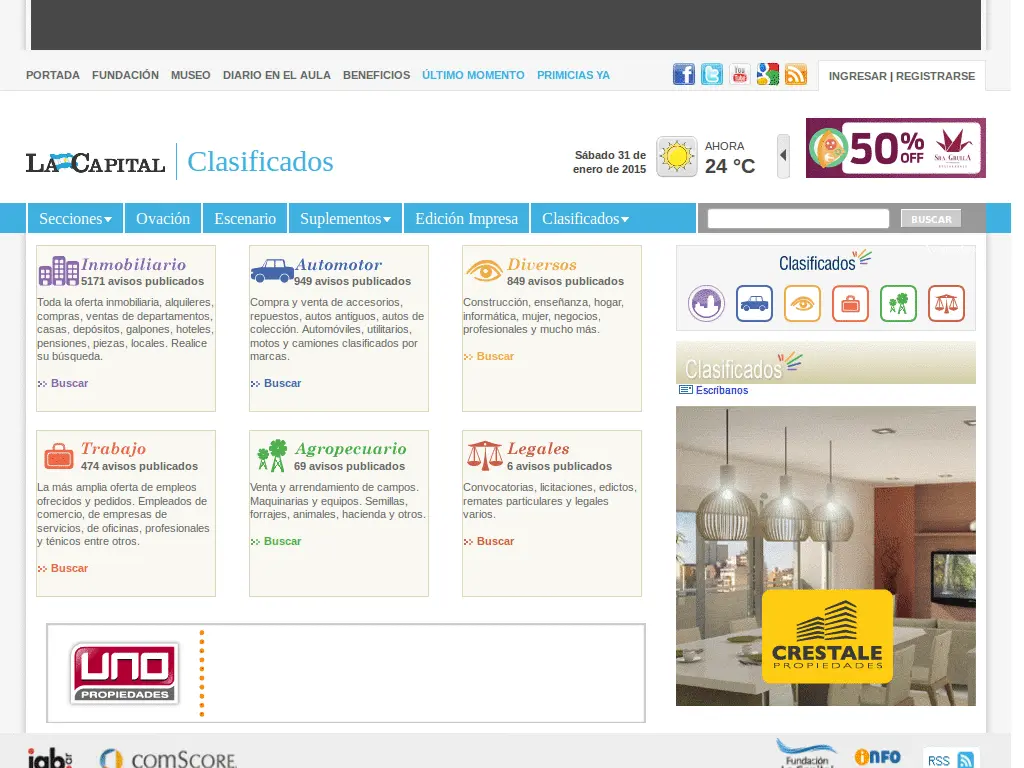 PORTADA FUNDACIÓN MUSEO DIARIO EN EL AULA BENEFICIOS ÚLTIMO MOMENTO PRIMICIAS YA
You Tube
INGRESAR | REGISTRARSE
LA CAPITAL Clasificados
Sábado 31 de
enero de 2015
AHORA
24 °C
50% OFF
SRA GRULLA
Secciones Ovación Escenario Suplementos Edición Impresa Clasificados BUSCAR
Inmobiliario
5171 avisos publicados
Toda la oferta inmobiliaria, alquileres,
compras, ventas de departamentos,
casas, depósitos, galpones, hoteles,
pensiones, piezas, locales. Realice
su búsqueda.
Buscar
Automotor
949 avisos publicados
Compra y venta de accesorios,
repuestos, autos antiguos, autos de
colección. Automóviles, utilitarios,
motos y camiones clasificados por
marcas.
Buscar
Diversos
849 avisos publicados
Construcción, enseñanza, hogar,
informática, mujer, negocios,
profesionales y mucho más.
Buscar
Clasificados
Clasificados
Escríbanos
Trabajo
474 avisos publicados
La más amplia oferta de empleos
ofrecidos y pedidos. Empleados de
comercio, de empresas de
servicios, de oficinas, profesionales
y ténicos entre otros.
Buscar
Agropecuario
69 avisos publicados
Venta y arrendamiento de campos.
Maquinarias y equipos. Semillas,
forrajes, animales, hacienda y otros.
Buscar
Legales
6 avisos publicados
Convocatorias, licitaciones, edictos,
remates particulares y legales
varios.
Buscar
CRESTALE
PROPIEDADES
UNO
PROPIEDADES
iab.ar
comSCORE.
Fundación
La Capital
iNFO
RSS